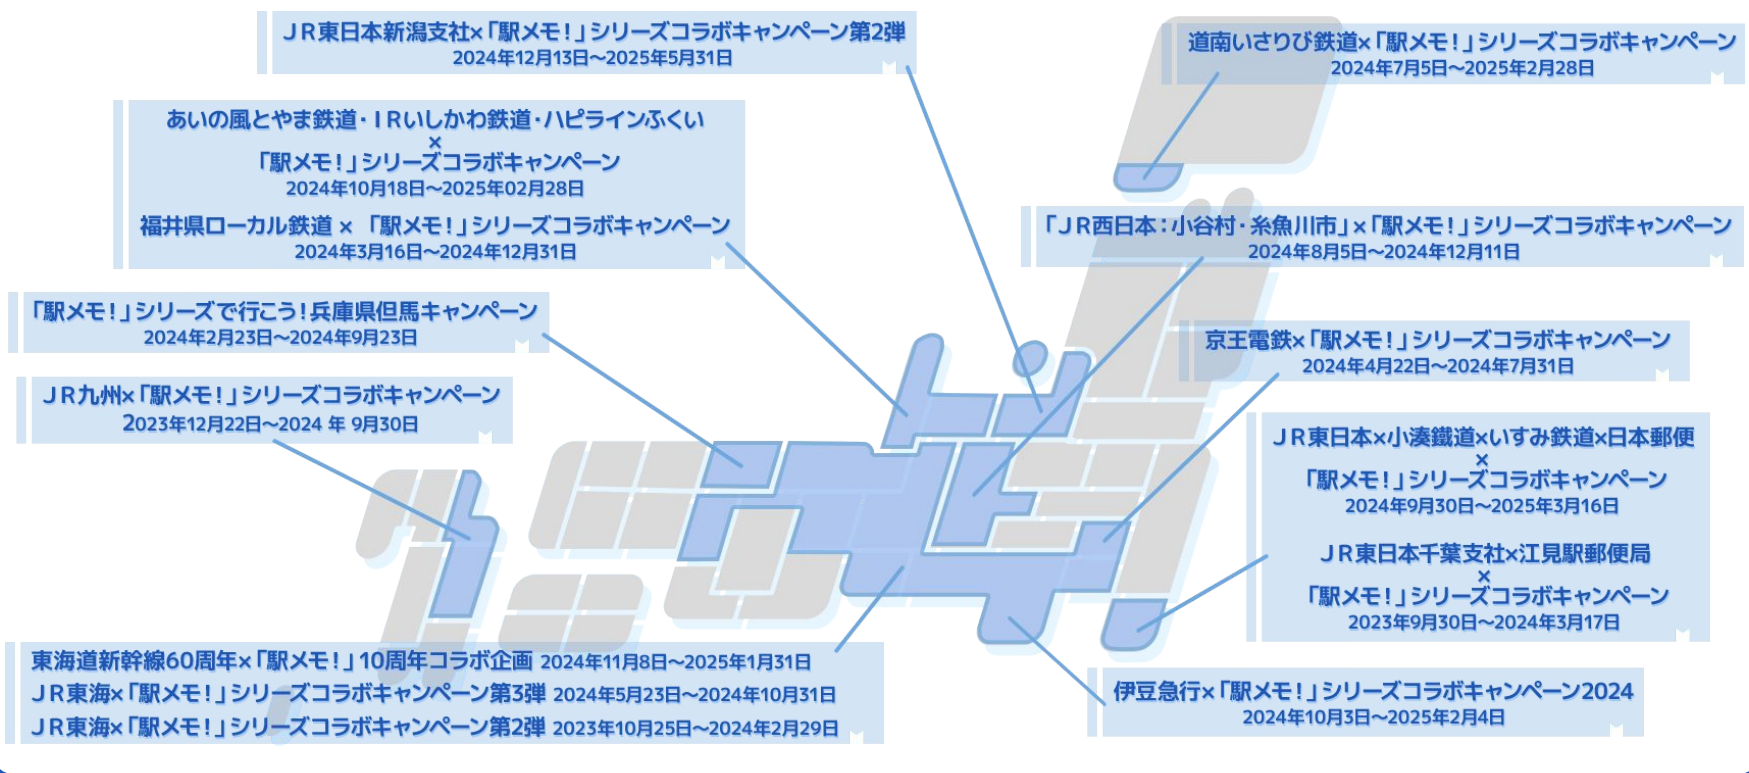 JR東日本新潟支社×「駅メモ!」シリーズコラボキャンペーン第2弾
2024年12月13日～2025年5月31日
道南いさりび鉄道×「駅メモ!」シリーズコラボキャンペーン
2024年7月5日～2025年2月28日
あいの風とやま鉄道・IRいしかわ鉄道・ハピラインふくい
×
「駅メモ!」シリーズコラボキャンペーン
2024年10月18日～2025年02月28日
福井県ローカル鉄道 × 「駅メモ!」シリーズコラボキャンペーン
2024年3月16日～2024年12月31日
「JR西日本:小谷村・糸魚川市」×「駅メモ!」シリーズコラボキャンペーン
2024年8月5日～2024年12月11日
「駅メモ!」シリーズで行こう!兵庫県但馬キャンペーン
2024年2月23日～2024年9月23日
京王電鉄×「駅メモ!」シリーズコラボキャンペーン
2024年4月22日～2024年7月31日
JR九州×「駅メモ!」シリーズコラボキャンペーン
2023年12月22日～2024 年 9月30日
JR東日本×小湊鐵道×いすみ鉄道×日本郵便
×
「駅メモ!」シリーズコラボキャンペーン
2024年9月30日～2025年3月16日
JR東日本千葉支社×江見駅郵便局
×
「駅メモ!」シリーズコラボキャンペーン
2023年9月30日～2024年3月17日
東海道新幹線60周年×「駅メモ!」10周年コラボ企画 2024年11月8日～2025年1月31日
JR東海×「駅メモ!」シリーズコラボキャンペーン第3弾 2024年5月23日～2024年10月31日
JR東海×「駅メモ!」シリーズコラボキャンペーン第2弾 2023年10月25日～2024年2月29日
伊豆急行×「駅メモ!」シリーズコラボキャンペーン2024
2024年10月3日～2025年2月4日